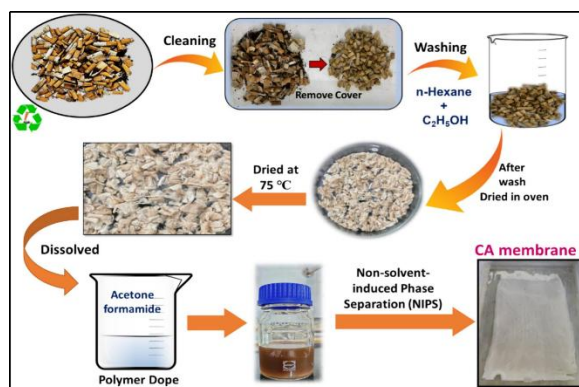 Cleaning
Remove Cover
Washing
n-Hexane
+
C₂H₅OH
After
wash
Dried in oven
Dried at
75 °C
Dissolved
Acetone
formamide
Polymer Dope
Non-solvent-
induced Phase
Separation (NIPS)
CA membrane